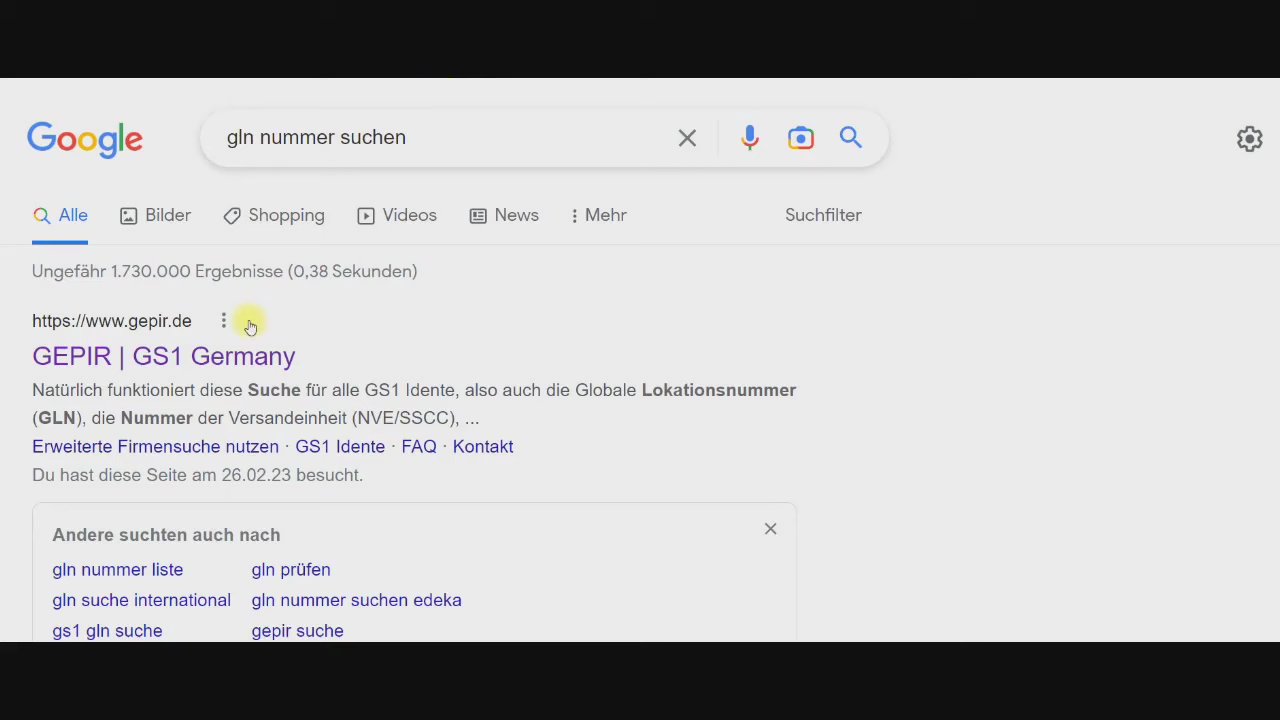 Google
gln nummer suchen
Alle Bilder Shopping Videos News Mehr Suchfilter
Ungefähr 1.730.000 Ergebnisse (0,38 Sekunden)
https://www.gepir.de
GEPIR | GS1 Germany
Natürlich funktioniert diese Suche für alle GS1 Idente, also auch die Globale Lokationsnummer
(GLN), die Nummer der Versandeinheit (NVE/SSCC), ...
Erweiterte Firmensuche nutzen · GS1 Idente · FAQ · Kontakt
Du hast diese Seite am 26.02.23 besucht.
Andere suchten auch nach
gln nummer liste gln prüfen
gln suche international gln nummer suchen edeka
gs1 gln suche gepir suche